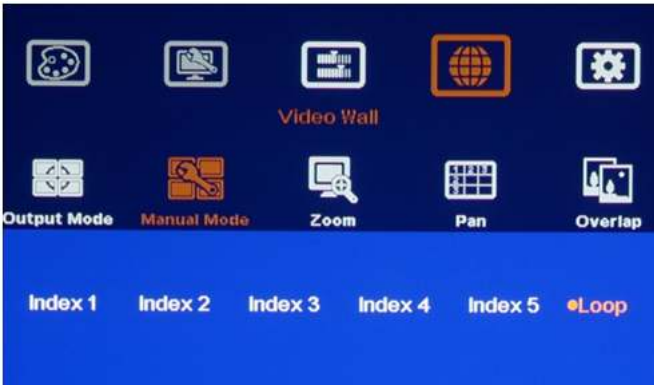 Video Wall
Output Mode Manual Mode Zoom Pan Overlap
Index 1 Index 2 Index 3 Index 4 Index 5 Loop